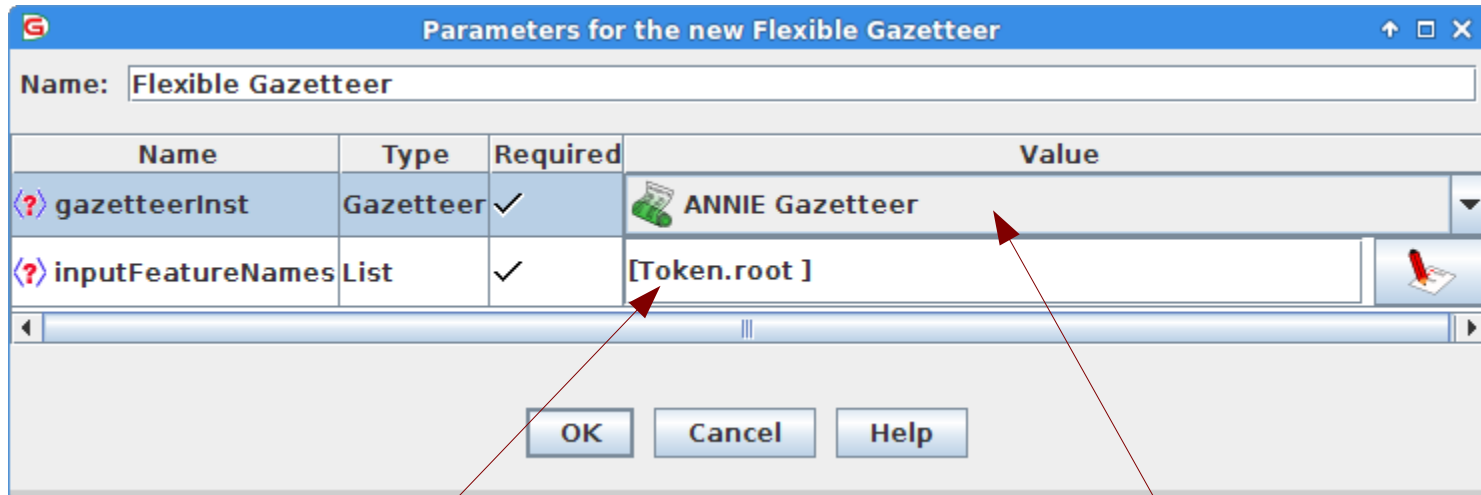 Parameters for the new Flexible Gazetteer
Name: Flexible Gazetteer
Name Type Required Value
<?> gazetteerInst Gazetteer ✓ ANNIE Gazetteer
<?> inputFeatureNames List ✓ [Token.root ]
OK Cancel Help